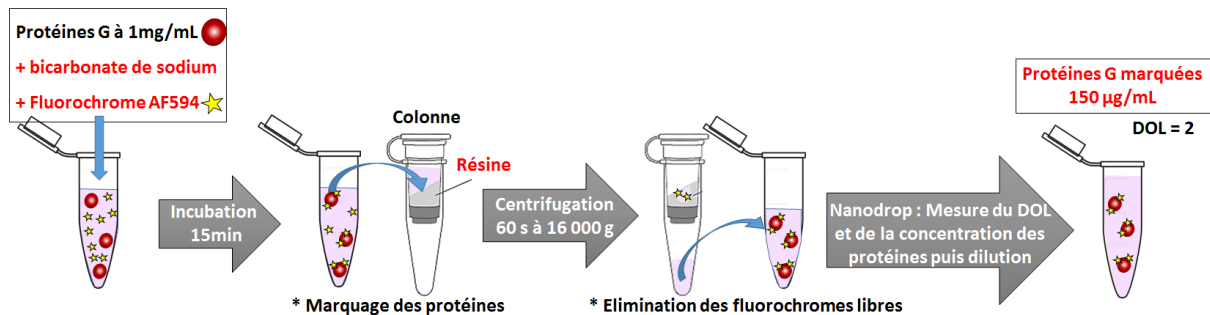 Protéines G à 1mg/mL
+ bicarbonate de sodium
+ Fluorochrome AF594
Incubation
15min
Colonne
Résine
* Marquage des protéines
Centrifugation
60 s à 16 000 g
* Elimination des fluorochromes libres
Nanodrop : Mesure du DOL
et de la concentration des
protéines puis dilution
Protéines G marquées
150 µg/mL
DOL = 2